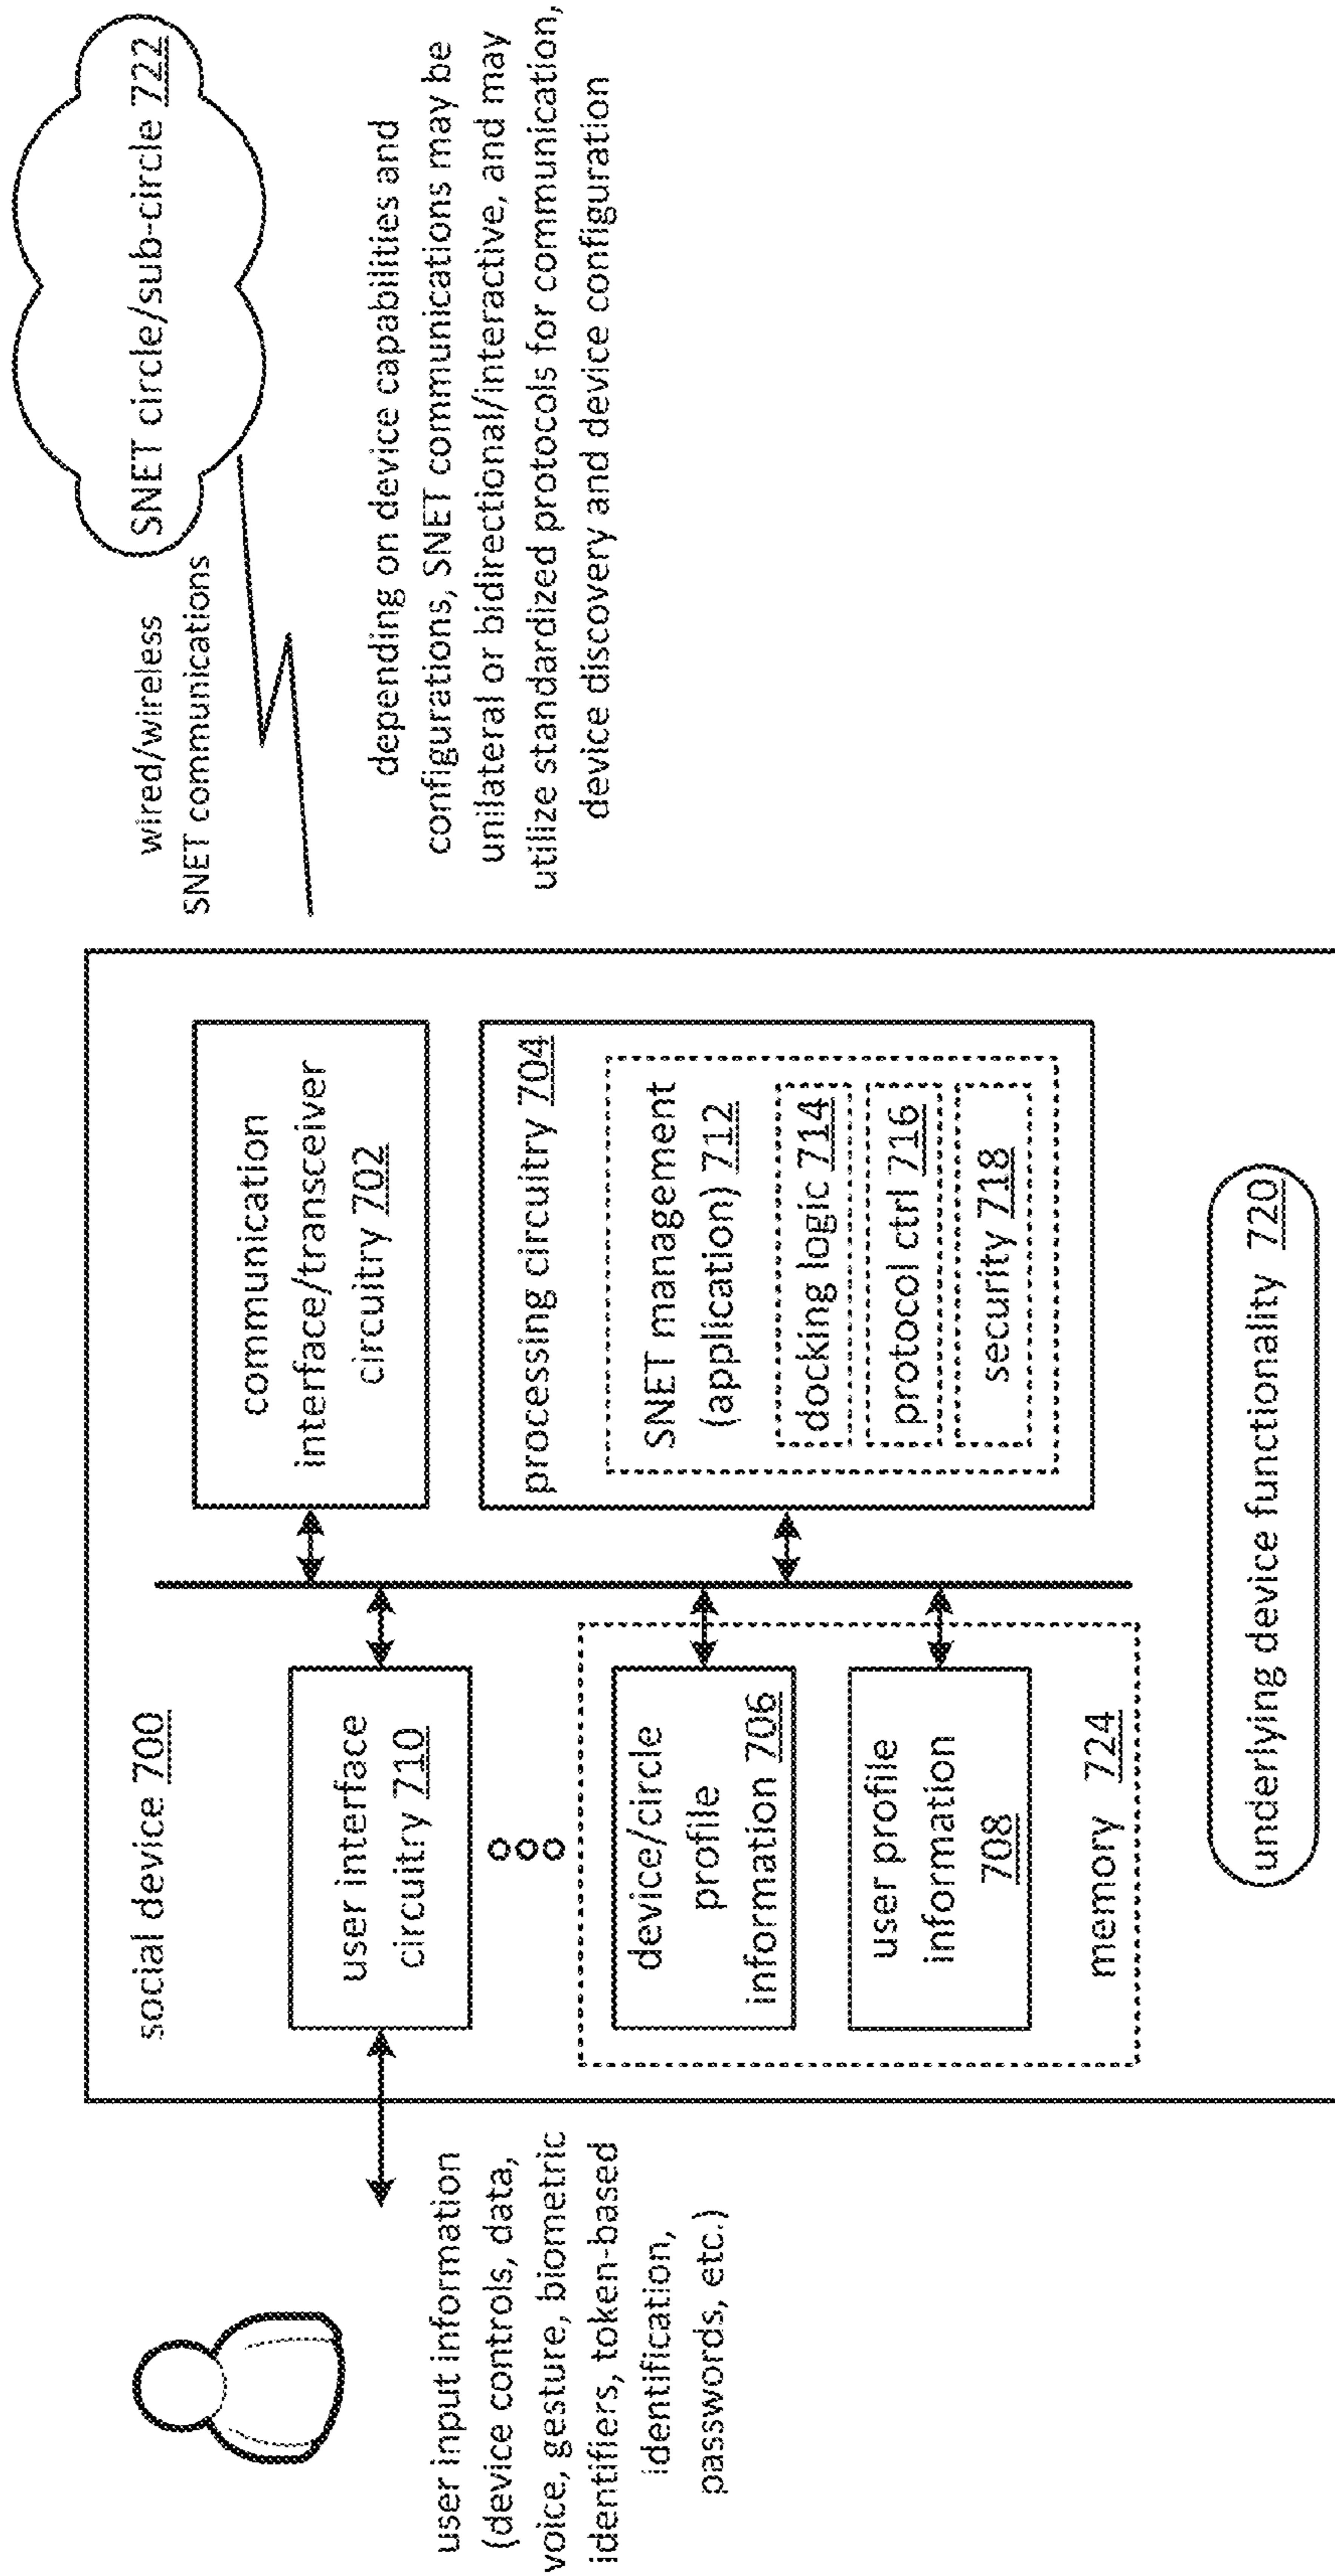 user input information
(device controls, data,
voice, gesture, biometric
identifiers, token-based
identification,
passwords, etc.)
social device 700
user interface
circuitry 710
device/circle
profile
information 706
user profile
information
708
memory 724
communication
interface/transceiver
circuitry 702
processing circuitry 704
SNET management
(application) 712
docking logic 714
protocol ctrl 716
security 718
underlying device functionality 720
wired/wireless
SNET communications
SNET circle/sub-circle 722
depending on device capabilities and
configurations, SNET communications may be
unilateral or bidirectional/interactive, and may
utilize standardized protocols for communication,
device discovery and device configuration